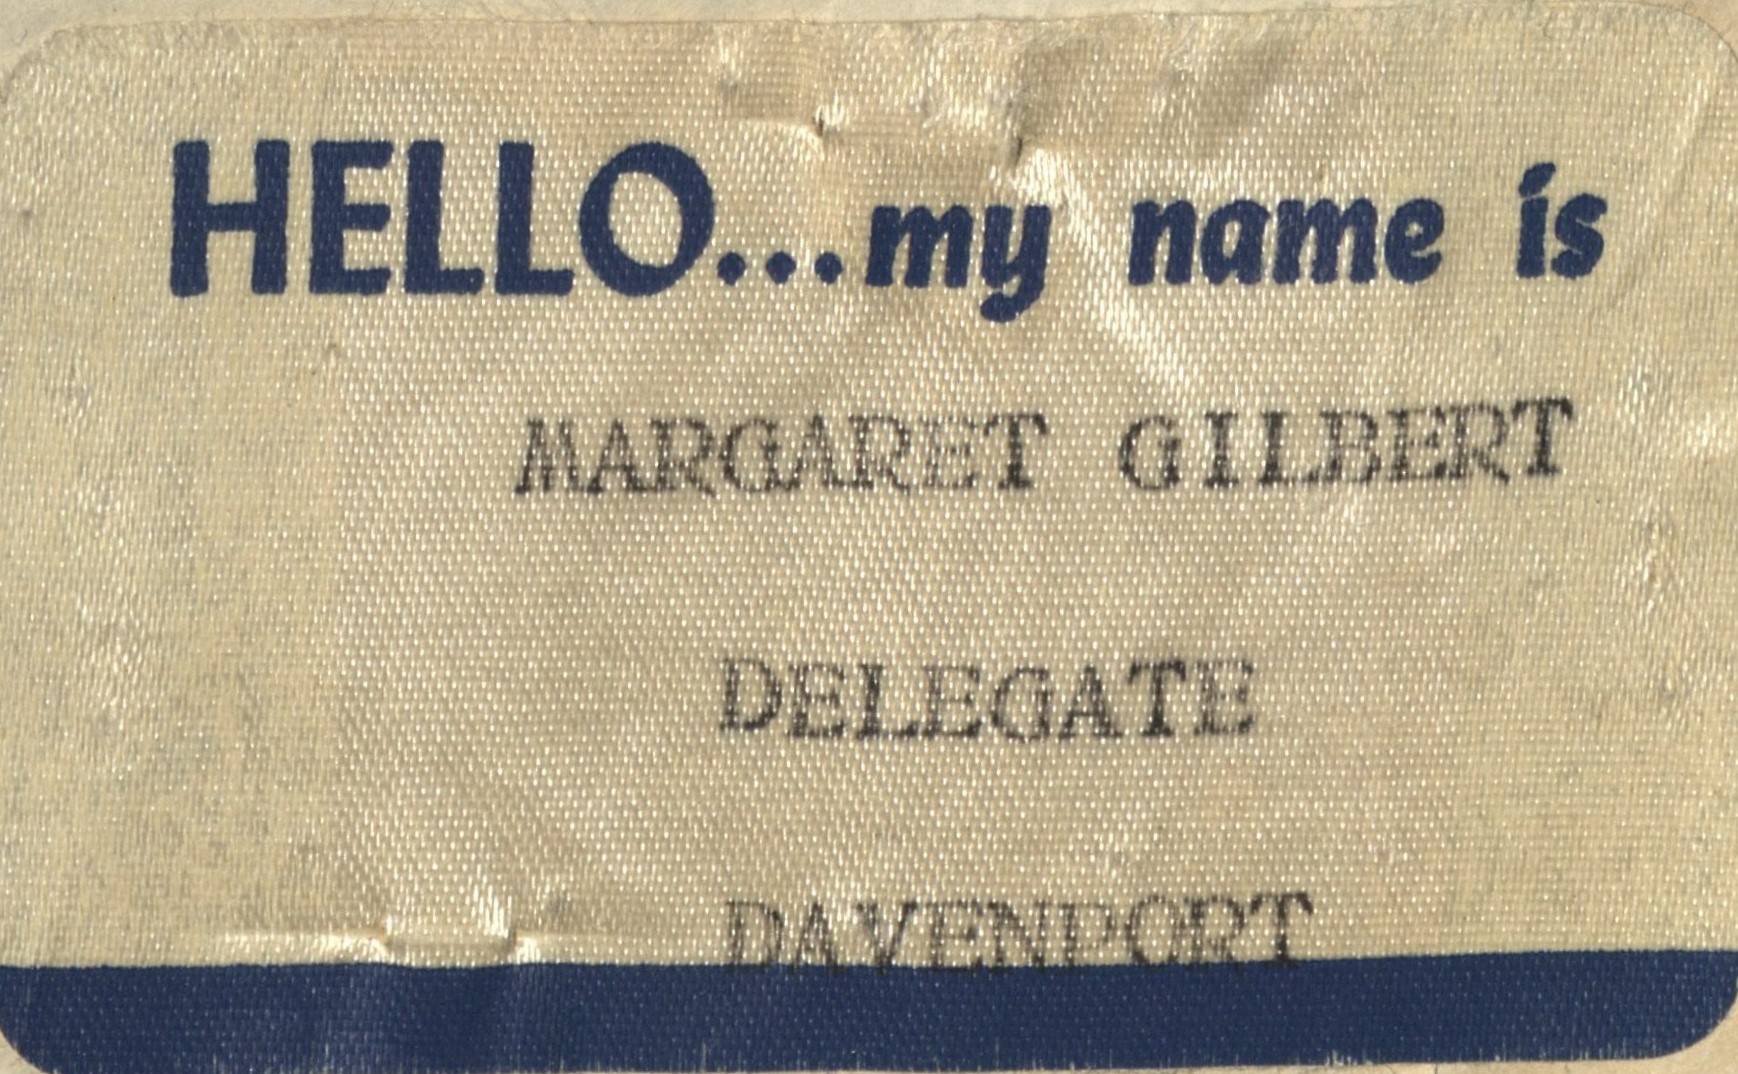 HELLO...my name is
MARGARET GILBERT
DELEGATE
DAVENPORT